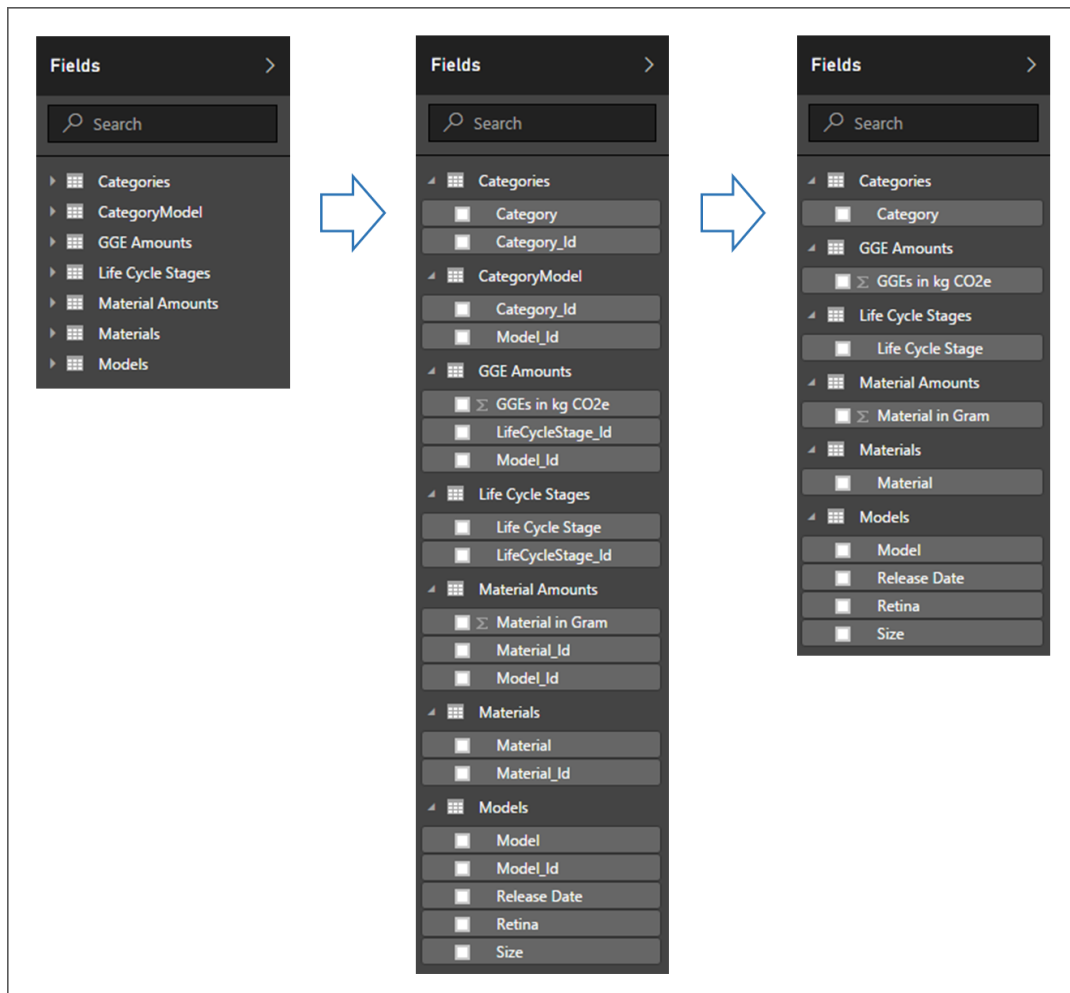 Fields
Search
Categories
CategoryModel
GGE Amounts
Life Cycle Stages
Material Amounts
Materials
Models
Fields
Search
Categories
Category
Category_Id
CategoryModel
Category_Id
Model_Id
GGE Amounts
Σ GGEs in kg CO2e
LifeCycleStage_Id
Model_Id
Life Cycle Stages
Life Cycle Stage
LifeCycleStage_Id
Material Amounts
Σ Material in Gram
Material_Id
Model_Id
Materials
Material
Material_Id
Models
Model
Model_Id
Release Date
Retina
Size
Fields
Search
Categories
Category
GGE Amounts
Σ GGEs in kg CO2e
Life Cycle Stages
Life Cycle Stage
Material Amounts
Σ Material in Gram
Materials
Material
Models
Model
Release Date
Retina
Size